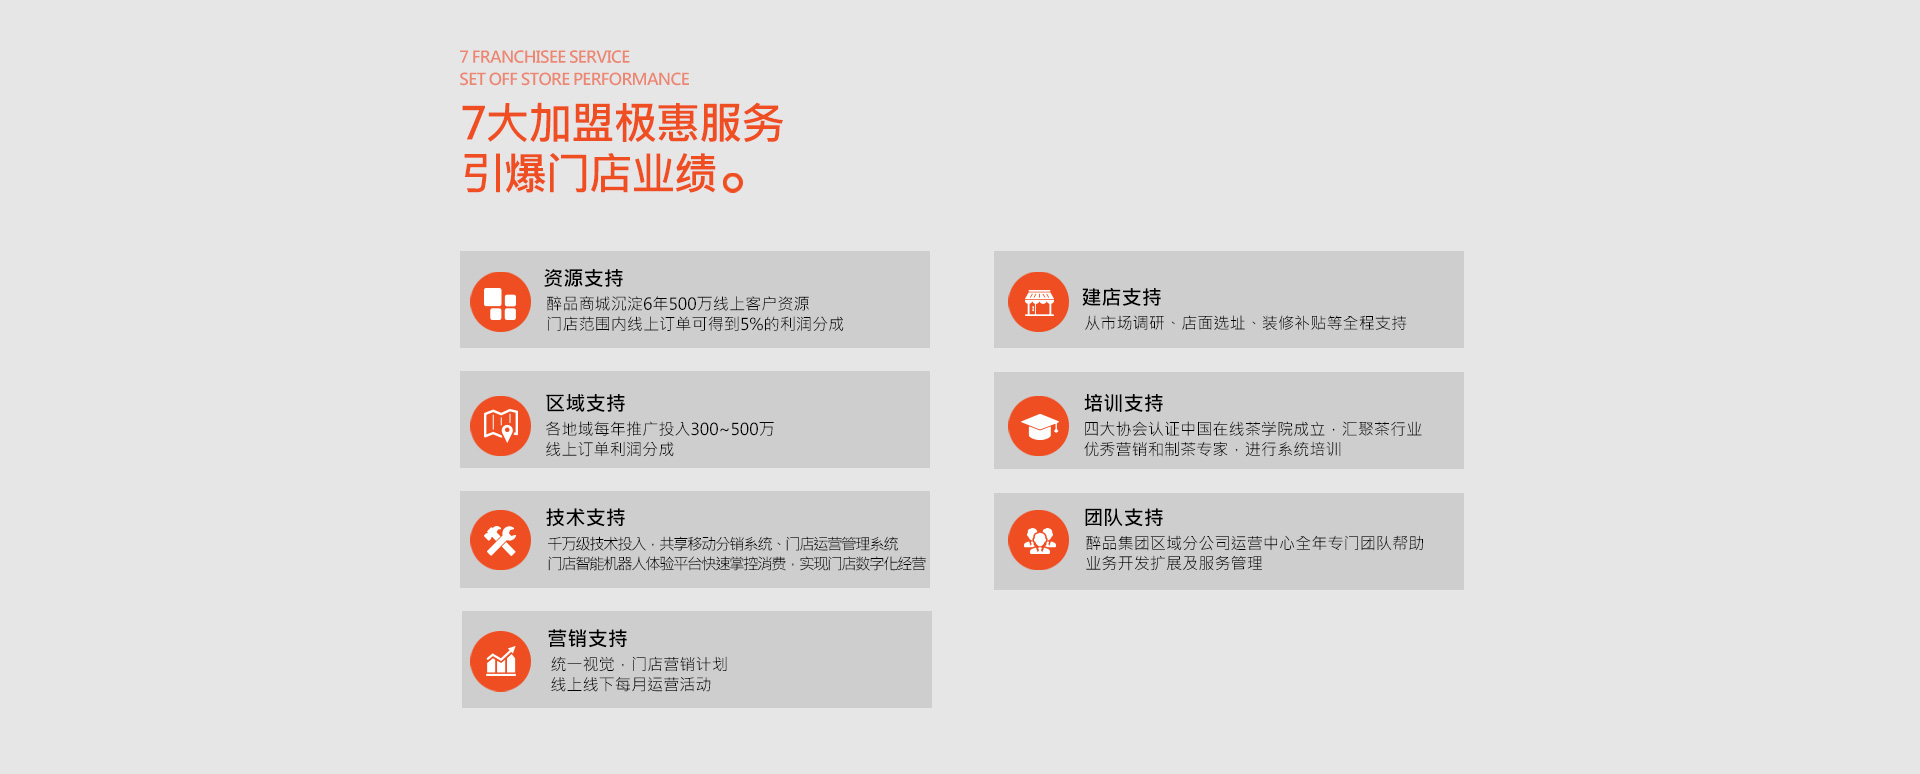 7 FRANCHISEE SERVICE
SET OFF STORE PERFORMANCE
7大加盟极惠服务
引爆门店业绩。
资源支持
醉品商城沉淀6年500万线上客户资源
门店范围内线上订单可得到5%的利润分成
区域支持
各地域每年推广投入300~500万
线上订单利润分成
技术支持
千万级技术投入，共享移动分销系统、门店运营管理系统
门店智能机器人体验平台快速掌控消费，实现门店数字化经营
营销支持
统一视觉，门店营销计划
线上线下每月运营活动
建店支持
从市场调研、店面选址、装修补贴等全程支持
培训支持
四大协会认证中国在线茶学院成立，汇聚茶行业
优秀营销和制茶专家，进行系统培训
团队支持
醉品集团区域分公司运营中心全年专门团队帮助
业务开发扩展及服务管理